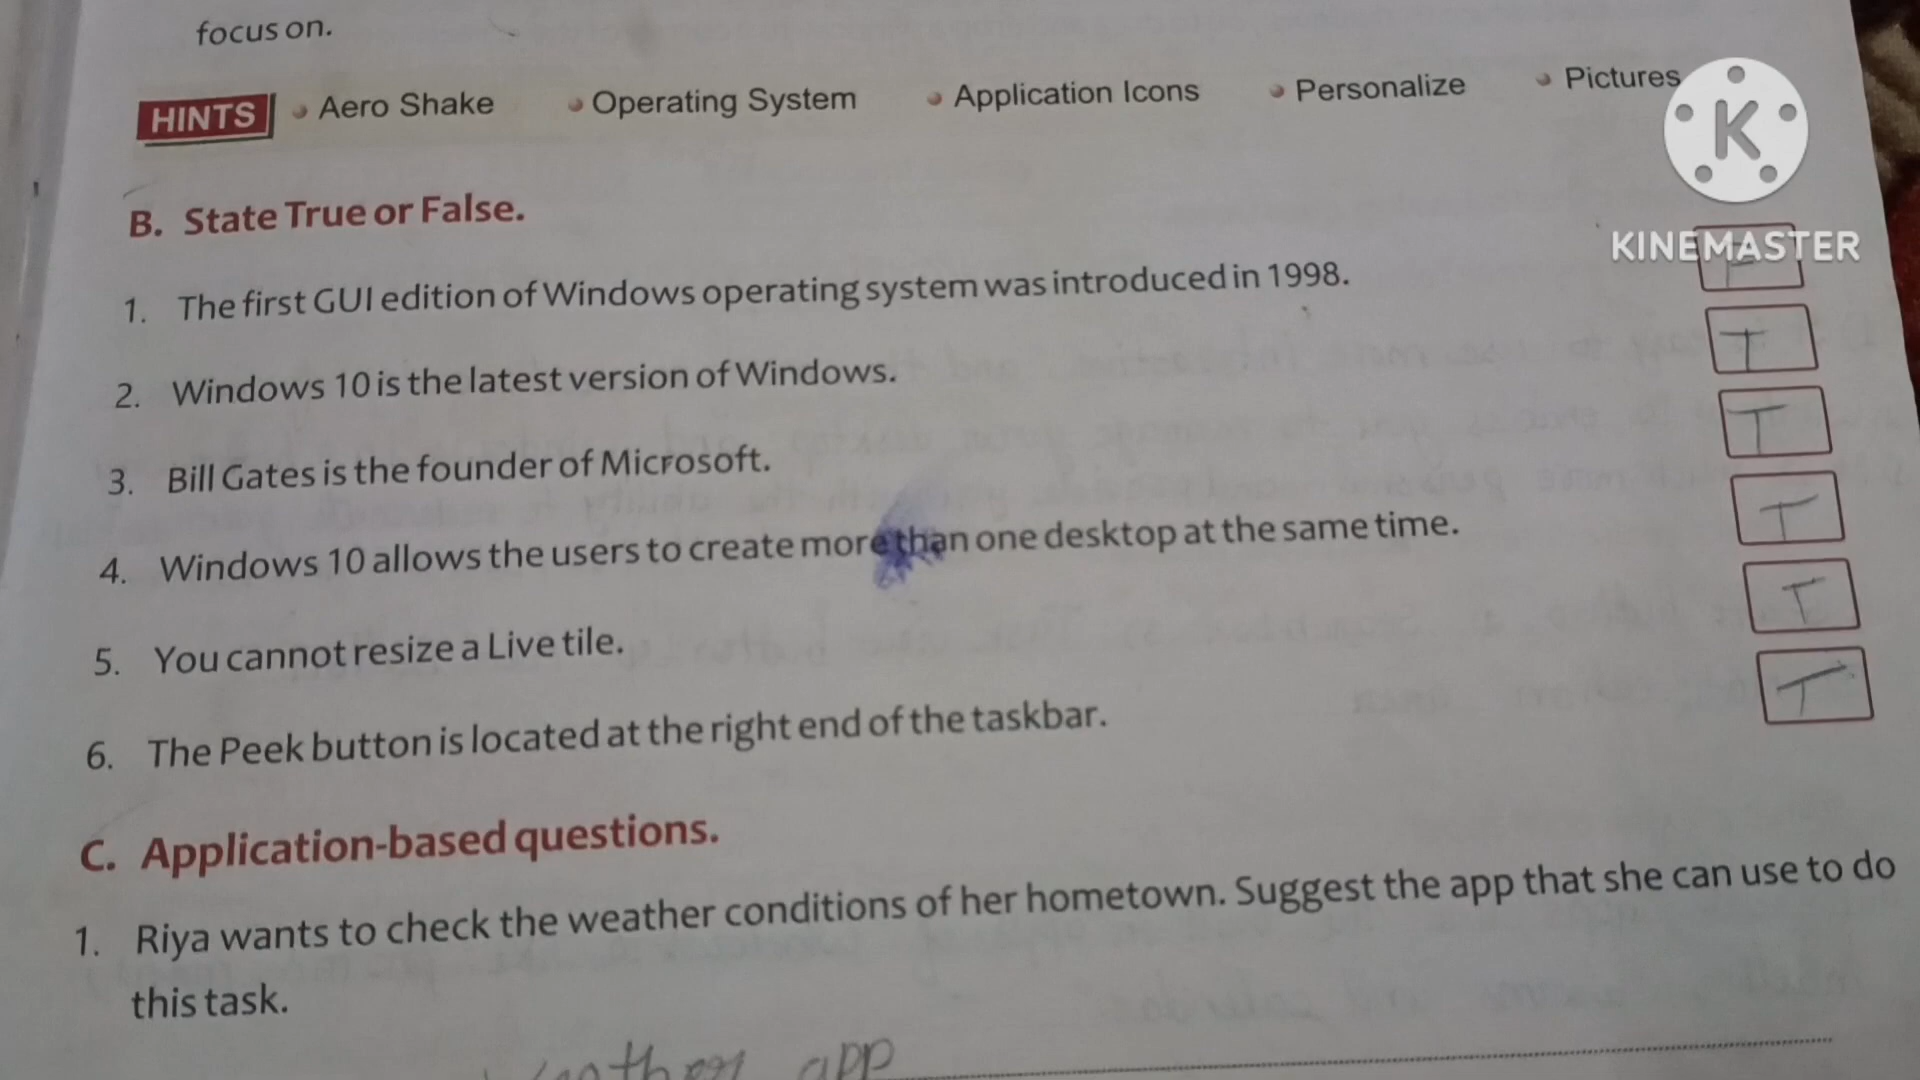 focus on.
HINTS • Aero Shake • Operating System • Application Icons • Personalize • Pictures
K
KINEMASTER
B. State True or False.
1. The first GUI edition of Windows operating system was introduced in 1998. F
2. Windows 10 is the latest version of Windows. T
3. Bill Gates is the founder of Microsoft. T
4. Windows 10 allows the users to create more than one desktop at the same time. T
5. You cannot resize a Live tile. T
6. The Peek button is located at the right end of the taskbar. T
C. Application-based questions.
1. Riya wants to check the weather conditions of her hometown. Suggest the app that she can use to do
this task.
app